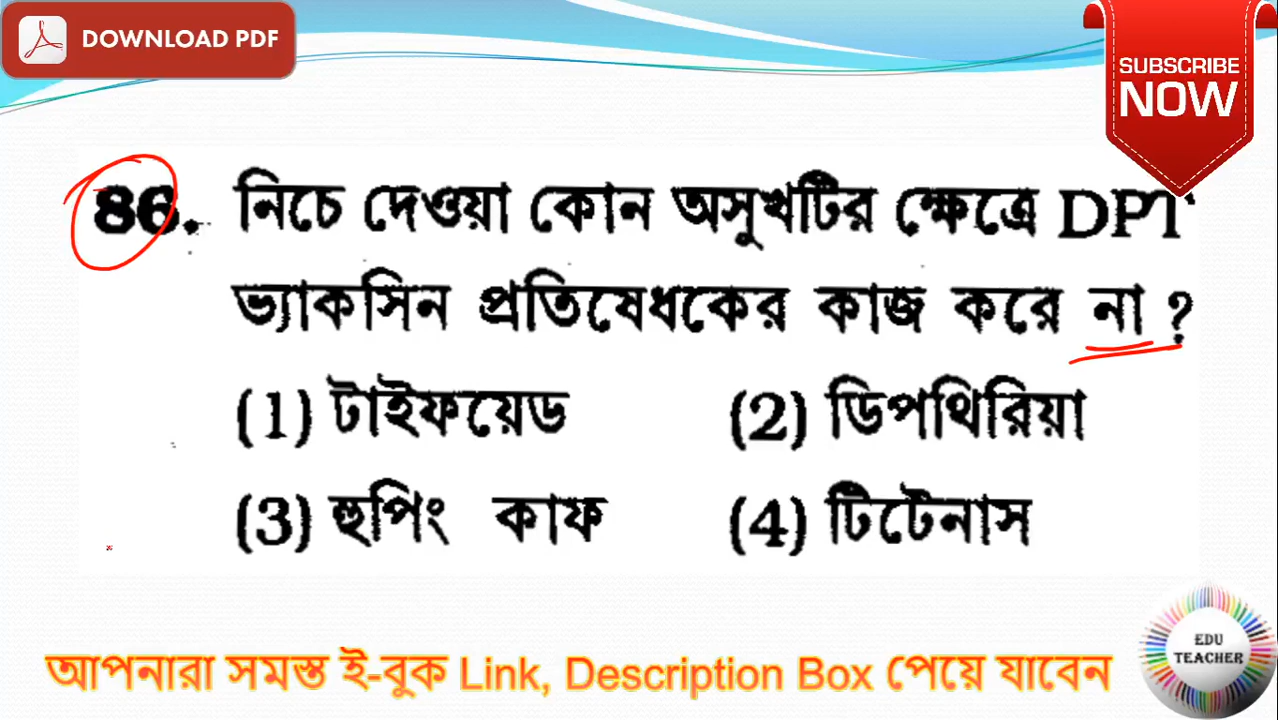 DOWNLOAD PDF
SUBSCRIBE
NOW
86. নিচে দেওয়া কোন অসুখটির ক্ষেত্রে DPT
ভ্যাকসিন প্রতিষেধকের কাজ করে না ?
(1) টাইফয়েড (2) ডিপথিরিয়া
(3) হুপিং কাফ (4) টিটেনাস
EDU
TEACHER
আপনারা সমস্ত ই-বুক Link, Description Box পেয়ে যাবেন